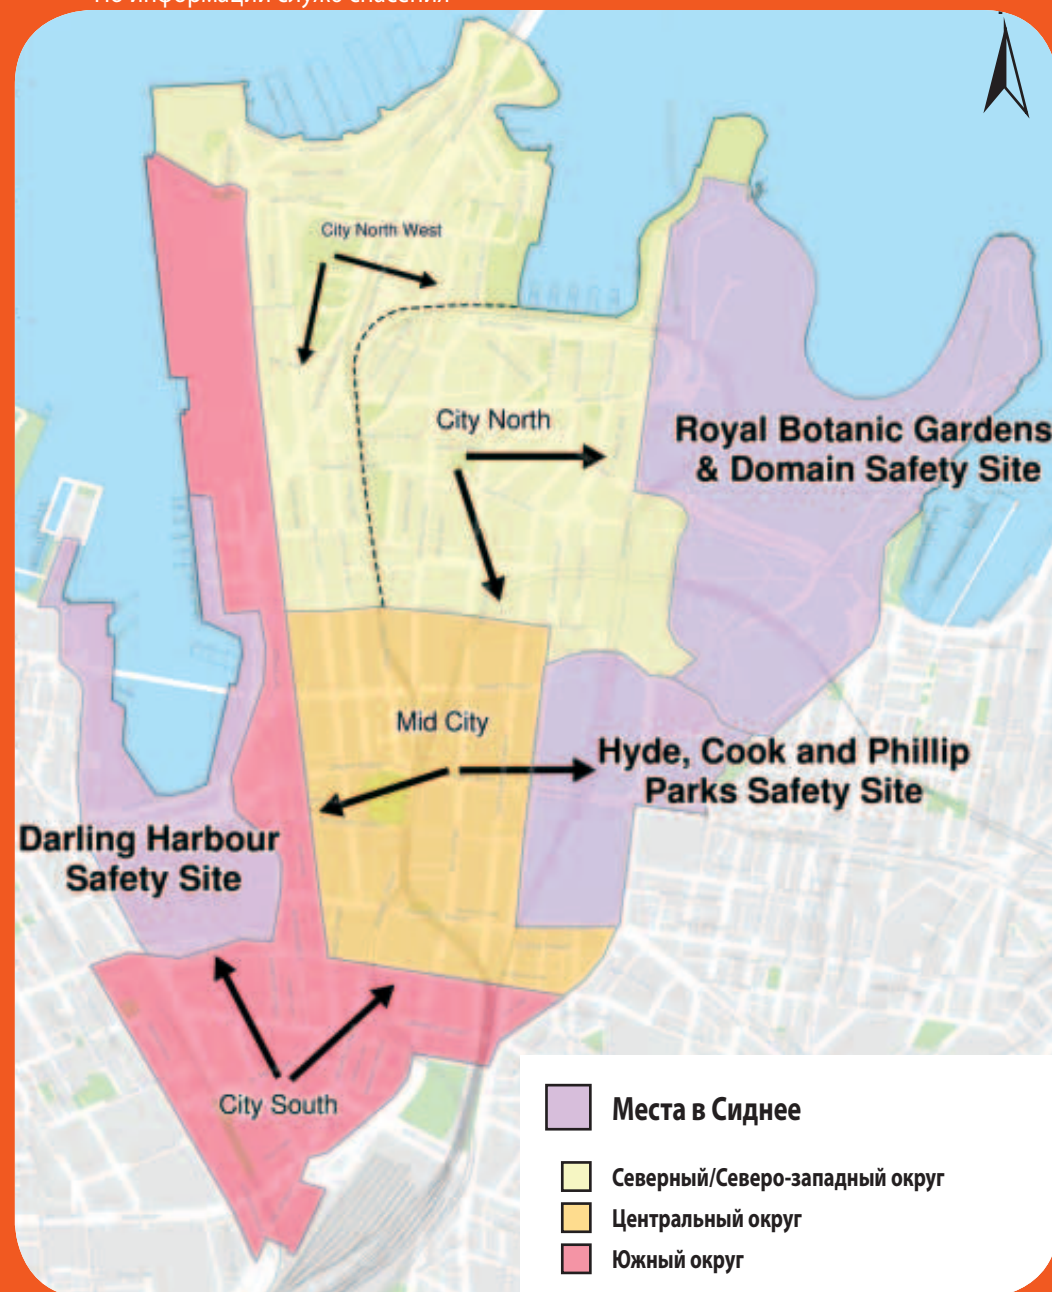 City North West
City North
Royal Botanic Gardens
& Domain Safety Site
Mid City
Hyde, Cook and Phillip
Parks Safety Site
Darling Harbour
Safety Site
City South
Места в Сиднее
Северный/Северо-западный округ
Центральный округ
Южный округ